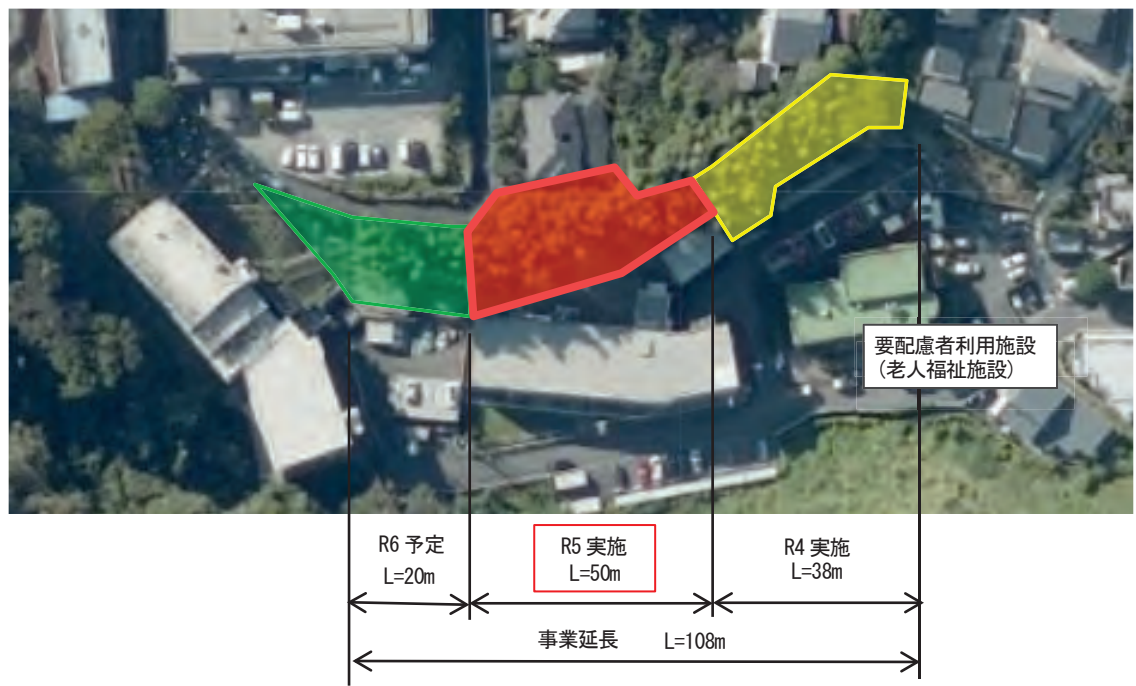 要配慮者利用施設
（老人福祉施設）
R6 予定
L=20m
R5 実施
L=50m
R4 実施
L=38m
事業延長 L=108m